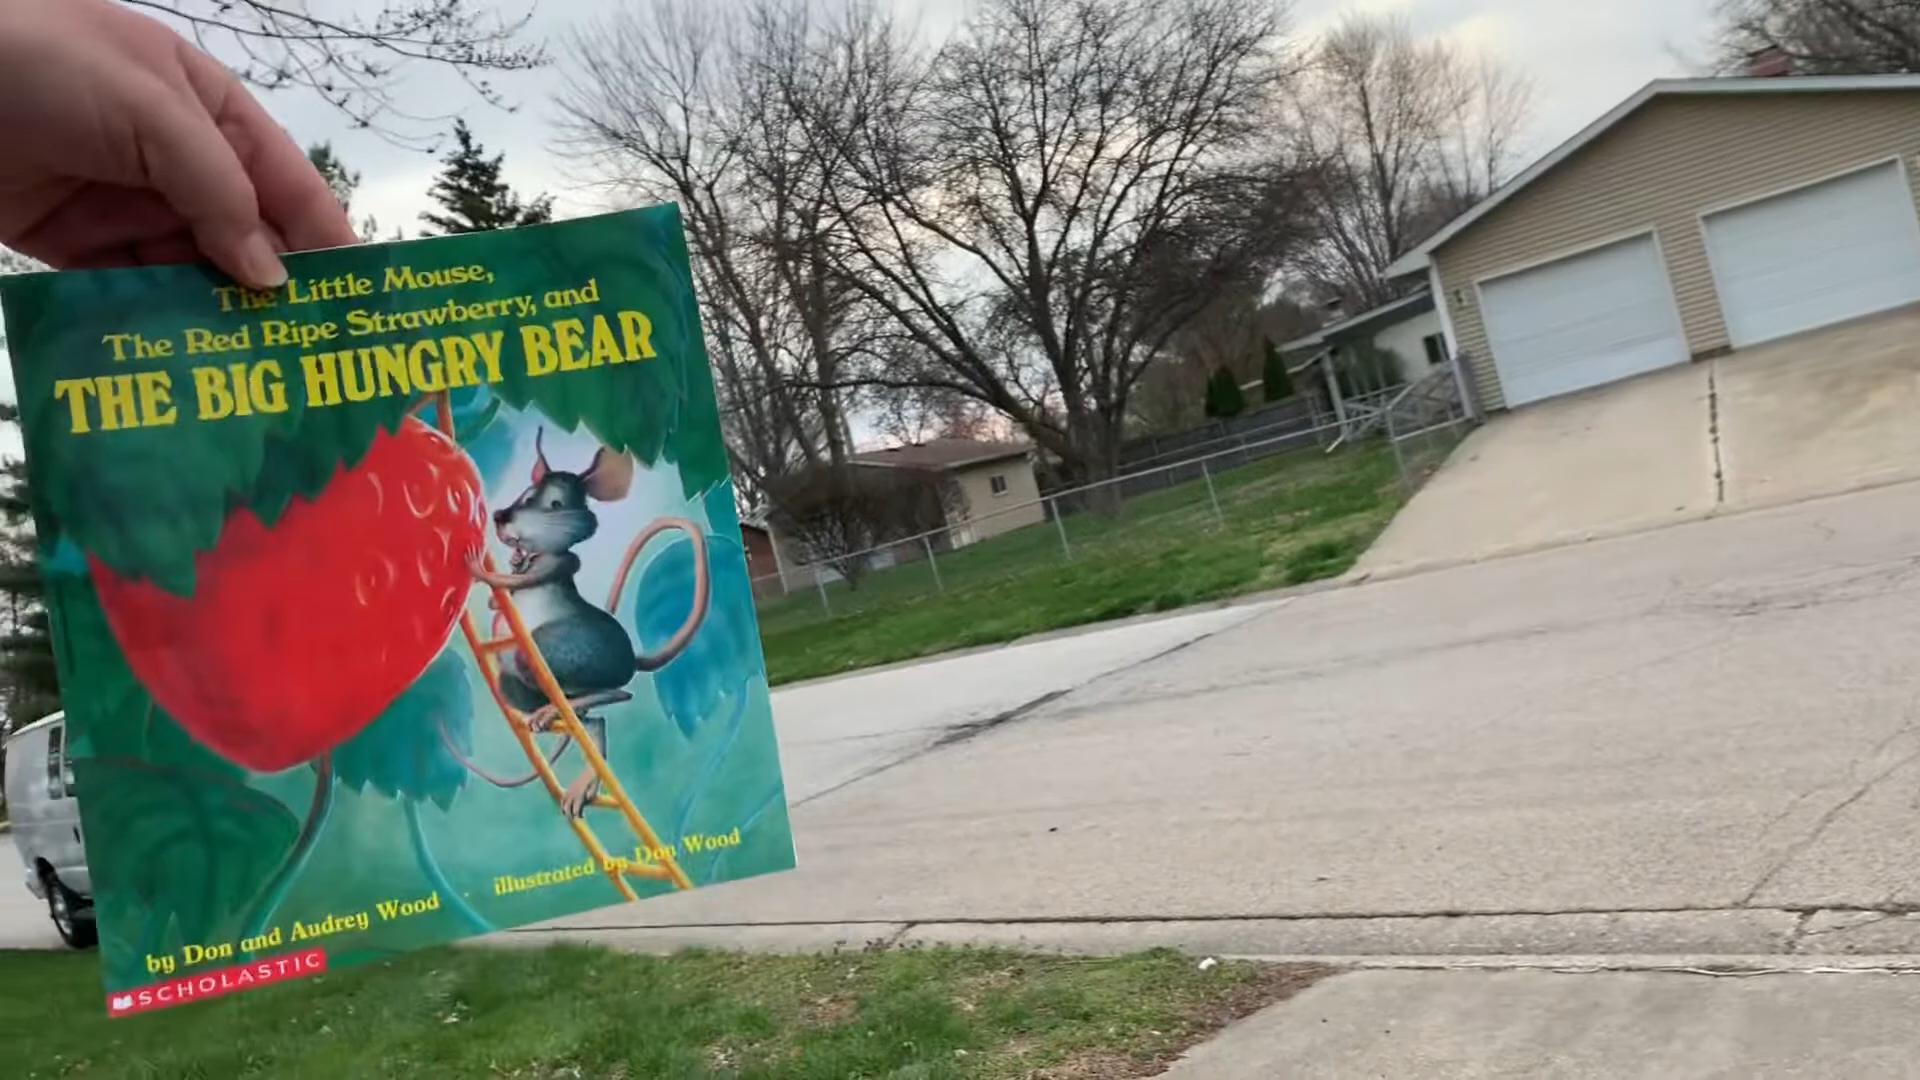 The Little Mouse,
The Red Ripe Strawberry, and
THE BIG HUNGRY BEAR
by Don and Audrey Wood · illustrated by Don Wood
SCHOLASTIC